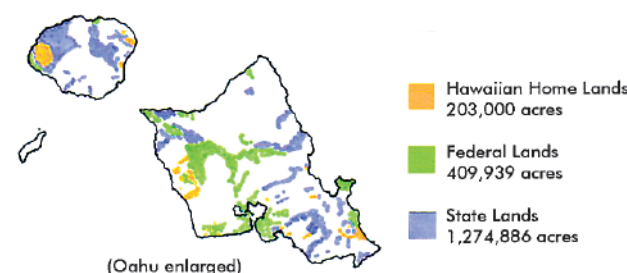 Hawaiian Home Lands
203,000 acres
Federal Lands
409,939 acres
State Lands
1,274,886 acres
(Oahu enlarged)